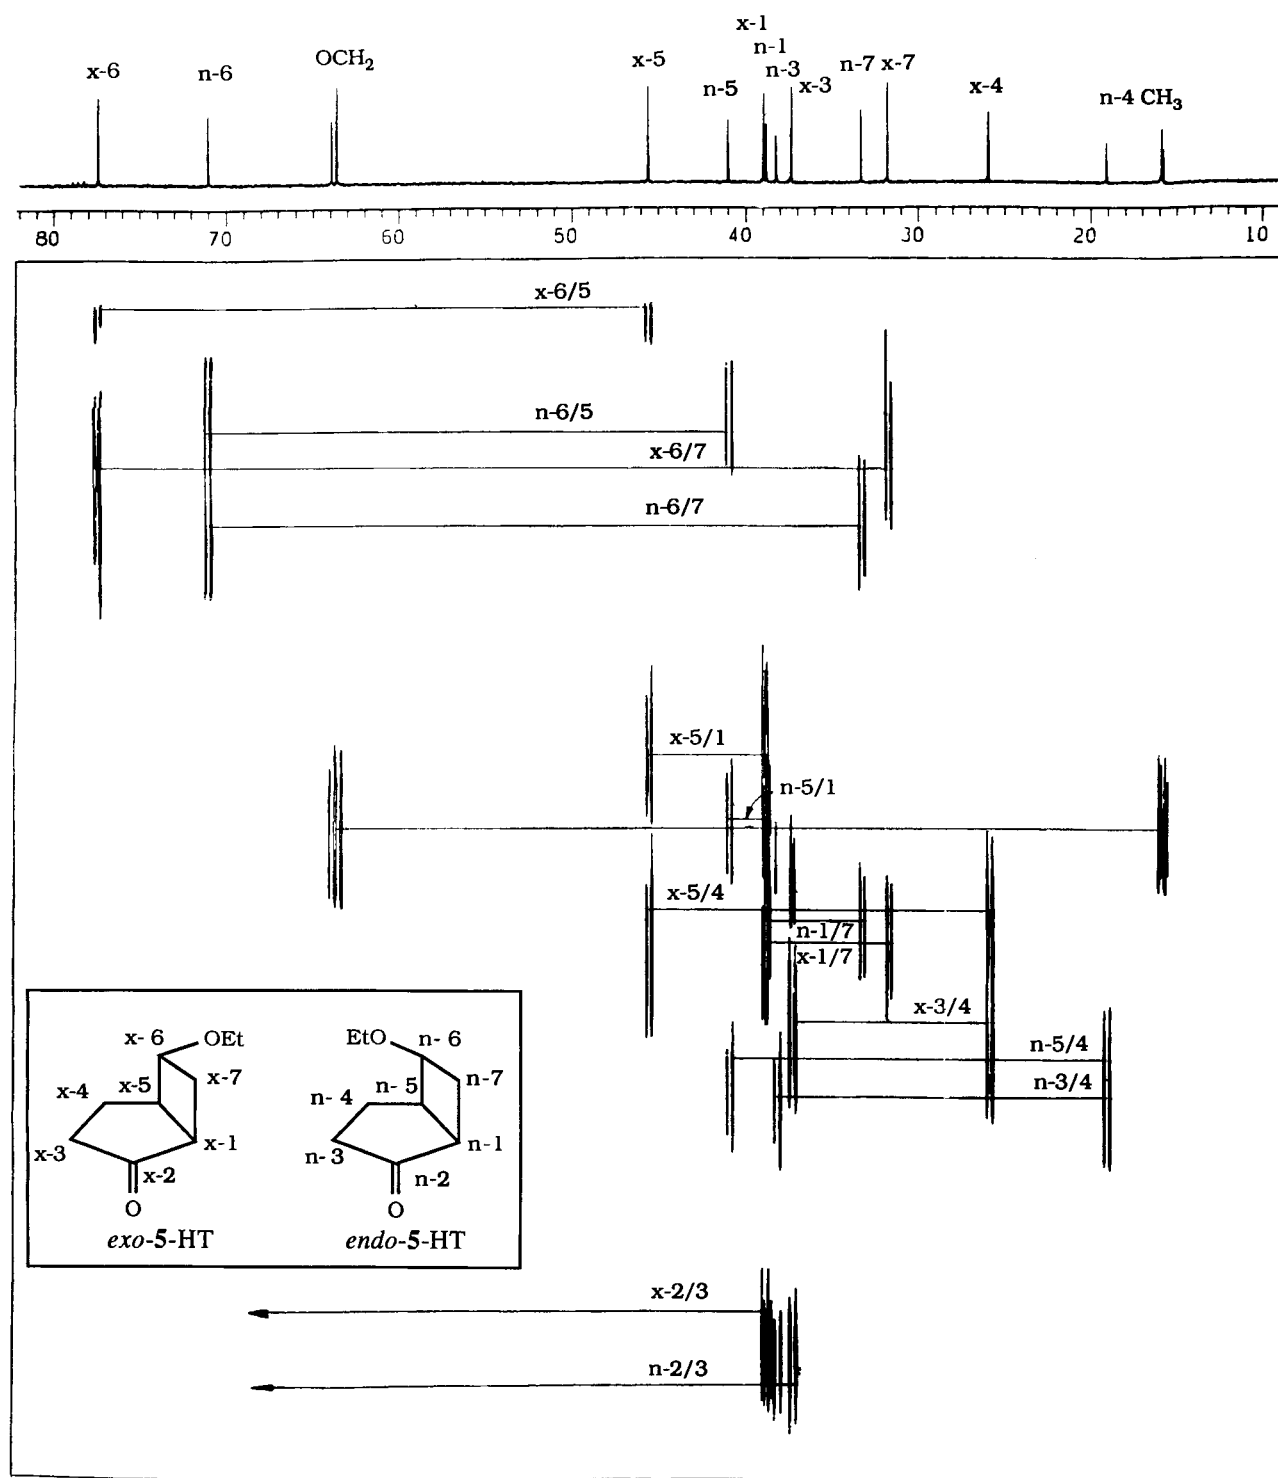 x-1
x-6
n-6
OCH₂
x-5
n-1
n-5
n-3
x-3
n-7 x-7
x-4
n-4 CH₃
80 70 60 50 40 30 20 10
x-6/5
n-6/5
x-6/7
n-6/7
x-5/1
n-5/1
x-5/4
n-1/7
x-1/7
x-3/4
n-5/4
n-3/4
x-6
OEt
EtO
n-6
x-7
n-7
x-4
x-5
n-4
n-5
x-3
x-1
n-3
n-1
x-2
n-2
O
O
exo-5-HT
endo-5-HT
x-2/3
n-2/3